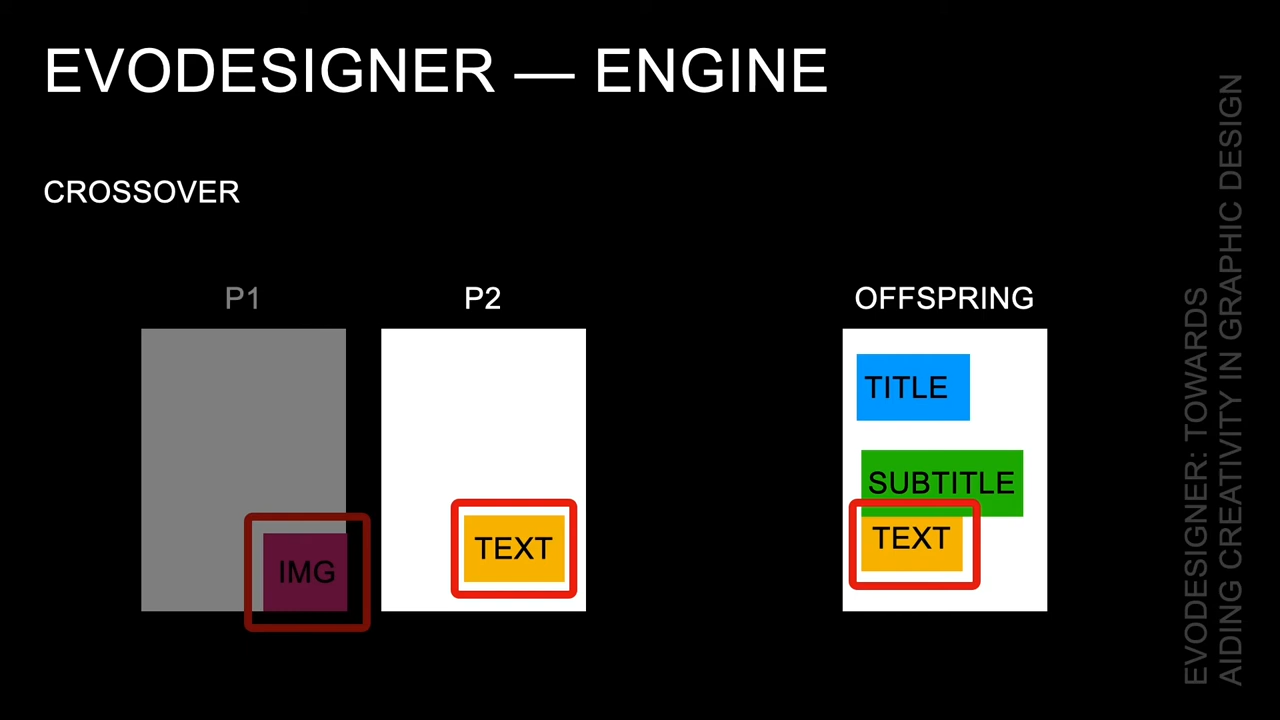 EVODESIGNER — ENGINE
CROSSOVER
P1
P2
OFFSPRING
TITLE
SUBTITLE
TEXT
TEXT
IMG
EVODESIGNER: TOWARDS
AIDING CREATIVITY IN GRAPHIC DESIGN